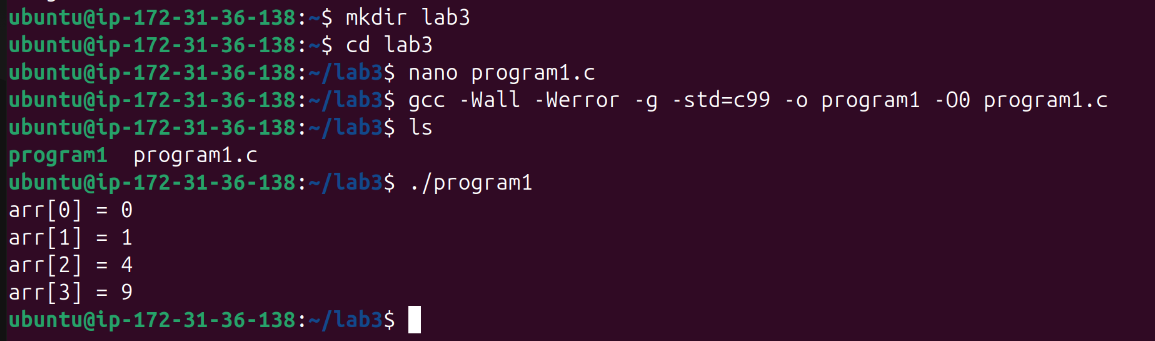 ubuntu@ip-172-31-36-138:~$ mkdir lab3
ubuntu@ip-172-31-36-138:~$ cd lab3
ubuntu@ip-172-31-36-138:~/lab3$ nano program1.c
ubuntu@ip-172-31-36-138:~/lab3$ gcc -Wall -Werror -g -std=c99 -o program1 -O0 program1.c
ubuntu@ip-172-31-36-138:~/lab3$ ls
program1  program1.c
ubuntu@ip-172-31-36-138:~/lab3$ ./program1
arr[0] = 0
arr[1] = 1
arr[2] = 4
arr[3] = 9
ubuntu@ip-172-31-36-138:~/lab3$